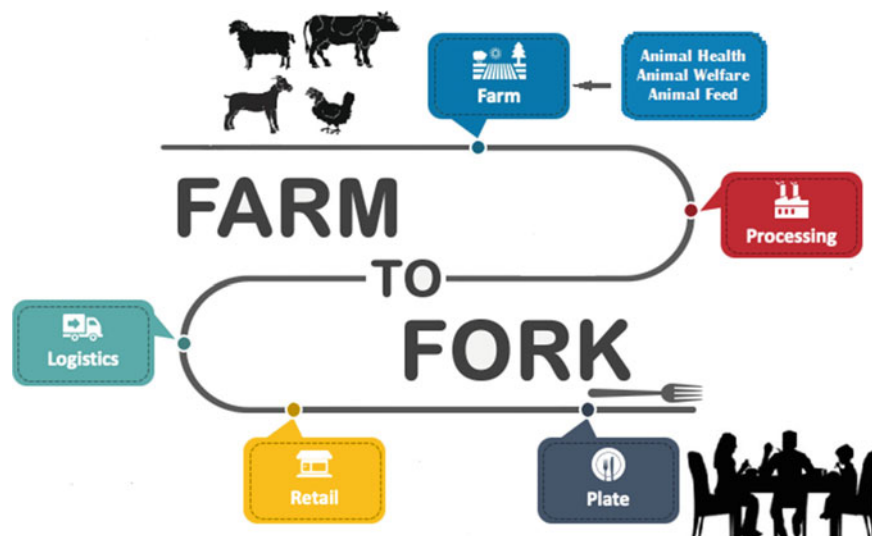 Farm
Animal Health
Animal Welfare
Animal Feed
FARM
Processing
TO
Logistics
FORK
Retail
Plate